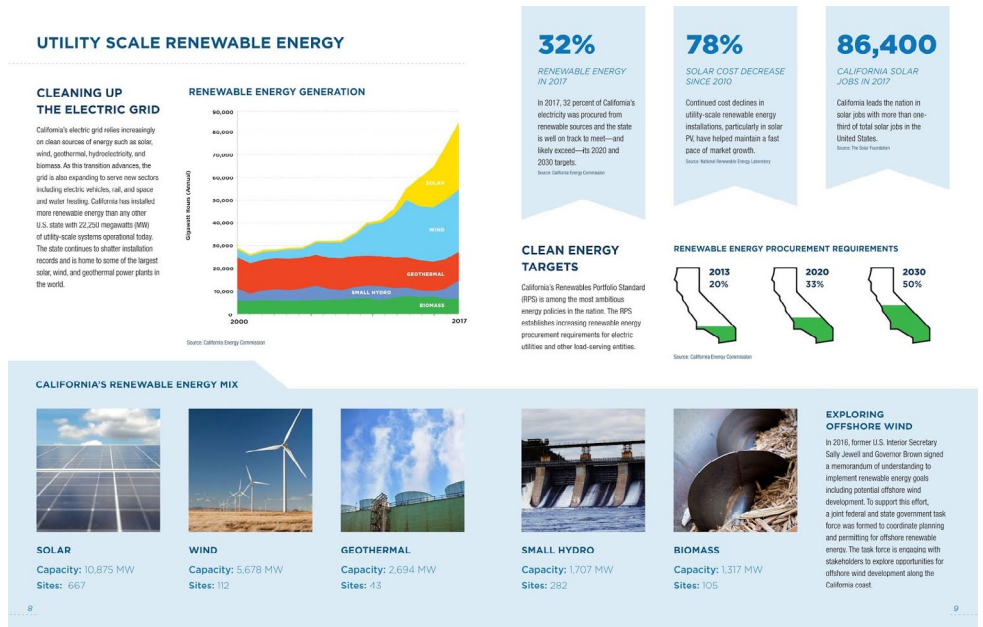 UTILITY SCALE RENEWABLE ENERGY
CLEANING UP
THE ELECTRIC GRID
California's electric grid relies increasingly
on clean sources of energy such as solar,
wind, geothermal, hydroelectricity, and
biomass. As this transition advances, the
grid is also expanding to serve new sectors
including electric vehicles, rail, and space
and water heating. California has installed
more renewable energy than any other
U.S. state with 22,250 megawatts (MW)
of utility-scale systems operational today.
The state continues to shatter installation
records and is home to some of the largest
solar, wind, and geothermal power plants in
the world.
RENEWABLE ENERGY GENERATION
Gigawatt Hours (Annual)
90,000
80,000
70,000
60,000
50,000
40,000
30,000
20,000
10,000
0
2000
2017
SOLAR
WIND
GEOTHERMAL
SMALL HYDRO
BIOMASS
Source: California Energy Commission
32%
RENEWABLE ENERGY
IN 2017
In 2017, 32 percent of California's
electricity was procured from
renewable sources and the state
is well on track to meet—and
likely exceed—its 2020 and
2030 targets.
Source: California Energy Commission
78%
SOLAR COST DECREASE
SINCE 2010
Continued cost declines in
utility-scale renewable energy
installations, particularly in solar
PV, have helped maintain a fast
pace of market growth.
Source: National Renewable Energy Laboratory
86,400
CALIFORNIA SOLAR
JOBS IN 2017
California leads the nation in
solar jobs with more than one-
third of total solar jobs in the
United States.
Source: The Solar Foundation
CLEAN ENERGY
TARGETS
California's Renewables Portfolio Standard
(RPS) is among the most ambitious
energy policies in the nation. The RPS
establishes increasing renewable energy
procurement requirements for electric
utilities and other load-serving entities.
RENEWABLE ENERGY PROCUREMENT REQUIREMENTS
2013
20%
2020
33%
2030
50%
Source: California Energy Commission
CALIFORNIA'S RENEWABLE ENERGY MIX
SOLAR
Capacity: 10,875 MW
Sites: 667
WIND
Capacity: 5,678 MW
Sites: 112
GEOTHERMAL
Capacity: 2,694 MW
Sites: 43
SMALL HYDRO
Capacity: 1,707 MW
Sites: 282
BIOMASS
Capacity: 1,317 MW
Sites: 105
EXPLORING
OFFSHORE WIND
In 2016, former U.S. Interior Secretary
Sally Jewell and Governor Brown signed
a memorandum of understanding to
implement renewable energy goals
including potential offshore wind
development. To support this effort,
a joint federal and state government task
force was formed to coordinate planning
and permitting for offshore renewable
energy. The task force is engaging with
stakeholders to explore opportunities for
offshore wind development along the
California coast.
8
9